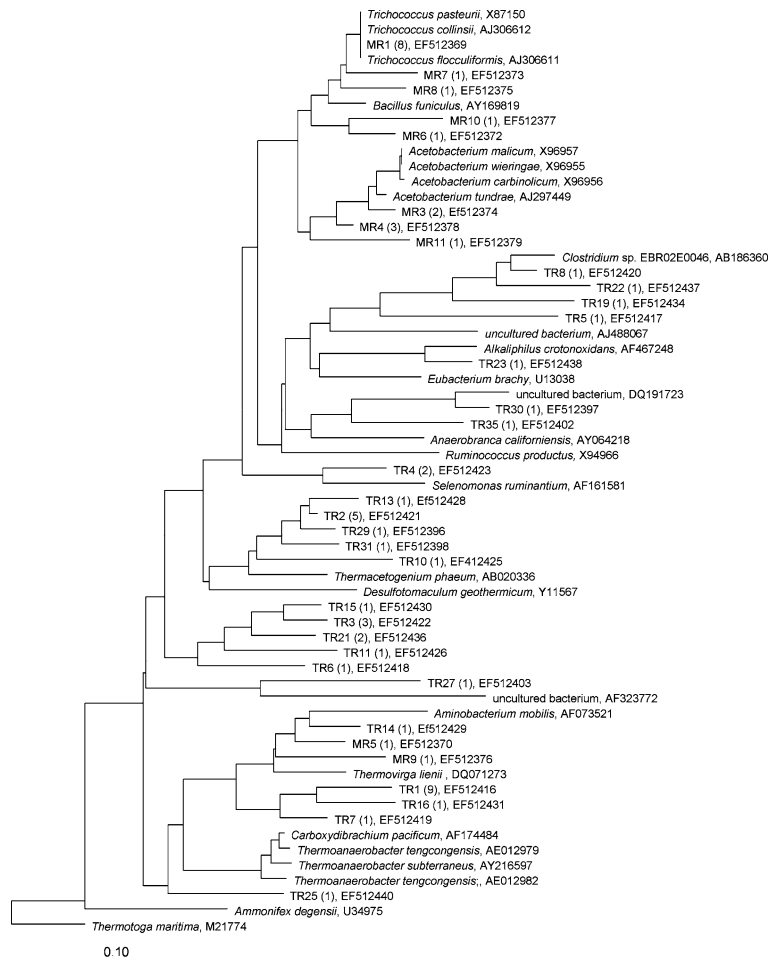 Trichococcus pasteurii, X87150
Trichococcus collinsii, AJ306612
MR1 (8), EF512369
Trichococcus flocculiformis, AJ306611
MR7 (1), EF512373
MR8 (1), EF512375
Bacillus funiculus, AY169819
MR10 (1), EF512377
MR6 (1), EF512372
Acetobacterium malicum, X96957
Acetobacterium wieringae, X96955
Acetobacterium carbinolicum, X96956
Acetobacterium tundrae, AJ297449
MR3 (2), Ef512374
MR4 (3), EF512378
MR11 (1), EF512379
Clostridium sp. EBR02E0046, AB186360
TR8 (1), EF512420
TR22 (1), EF512437
TR19 (1), EF512434
TR5 (1), EF512417
uncultured bacterium, AJ488067
Alkaliphilus crotonoxidans, AF467248
TR23 (1), EF512438
Eubacterium brachy, U13038
uncultured bacterium, DQ191723
TR30 (1), EF512397
TR35 (1), EF512402
Anaerobranca californiensis, AY064218
Ruminococcus productus, X94966
TR4 (2), EF512423
Selenomonas ruminantium, AF161581
TR13 (1), Ef512428
TR2 (5), EF512421
TR29 (1), EF512396
TR31 (1), EF512398
TR10 (1), EF412425
Thermacetogenium phaeum, AB020336
Desulfotomaculum geothermicum, Y11567
TR15 (1), EF512430
TR3 (3), EF512422
TR21 (2), EF512436
TR11 (1), EF512426
TR6 (1), EF512418
TR27 (1), EF512403
uncultured bacterium, AF323772
Aminobacterium mobilis, AF073521
TR14 (1), Ef512429
MR5 (1), EF512370
MR9 (1), EF512376
Thermovirga lienii , DQ071273
TR1 (9), EF512416
TR16 (1), EF512431
TR7 (1), EF512419
Carboxydibrachium pacificum, AF174484
Thermoanaerobacter tengcongensis, AE012979
Thermoanaerobacter subterraneus, AY216597
Thermoanaerobacter tengcongensis;, AE012982
TR25 (1), EF512440
Ammonifex degensii, U34975
Thermotoga maritima, M21774
0.10